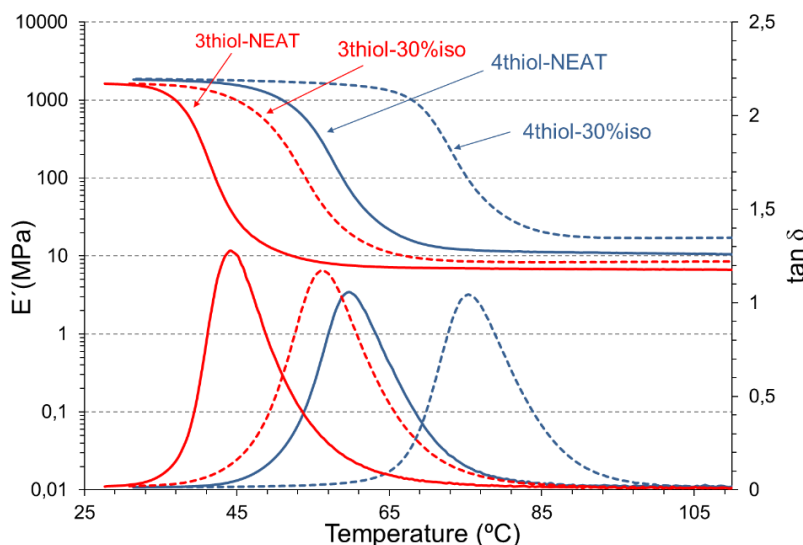 10000
1000
100
10
1
0,1
0,01
E´(MPa)
3thiol-NEAT
3thiol-30%iso
4thiol-NEAT
4thiol-30%iso
2,5
2
1,5
1
0,5
0
tan δ
25
45
65
85
105
Temperature (ºC)